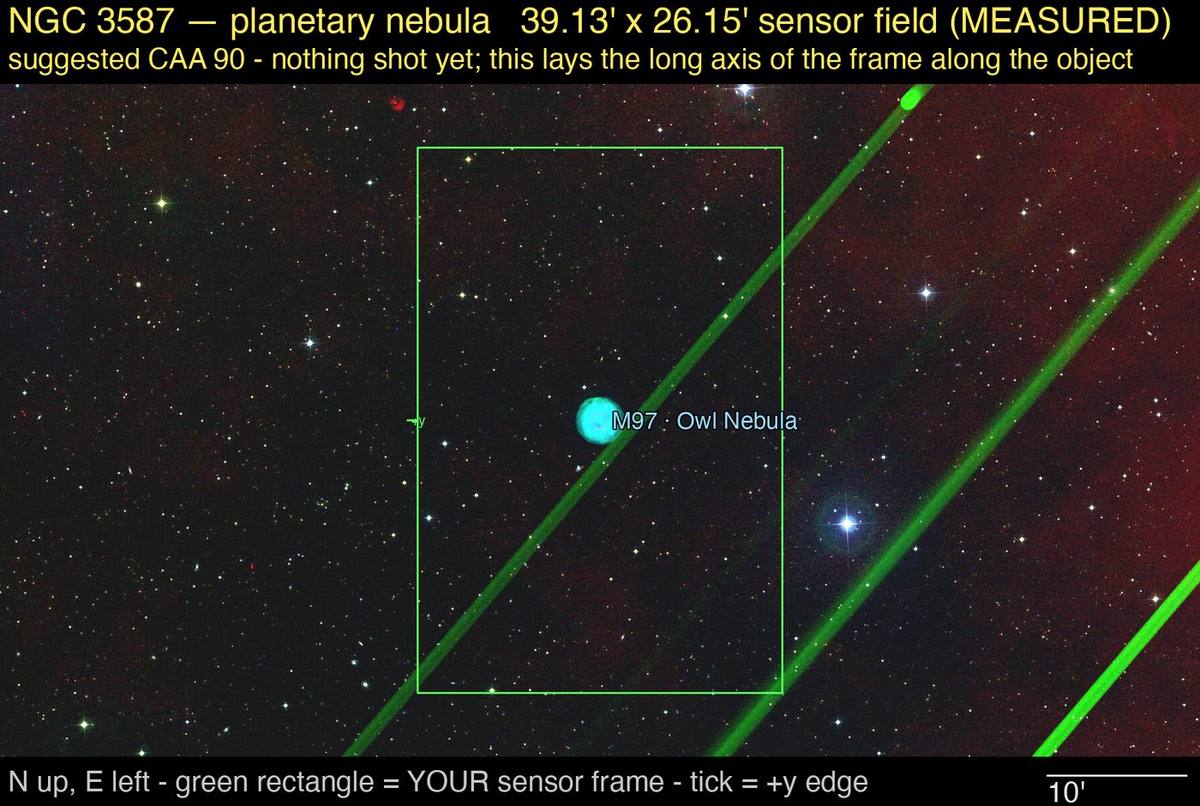 NGC 3587 — planetary nebula 39.13' x 26.15' sensor field (MEASURED)
suggested CAA 90 - nothing shot yet; this lays the long axis of the frame along the object
M97 · Owl Nebula
+y
N up, E left - green rectangle = YOUR sensor frame - tick = +y edge
10'